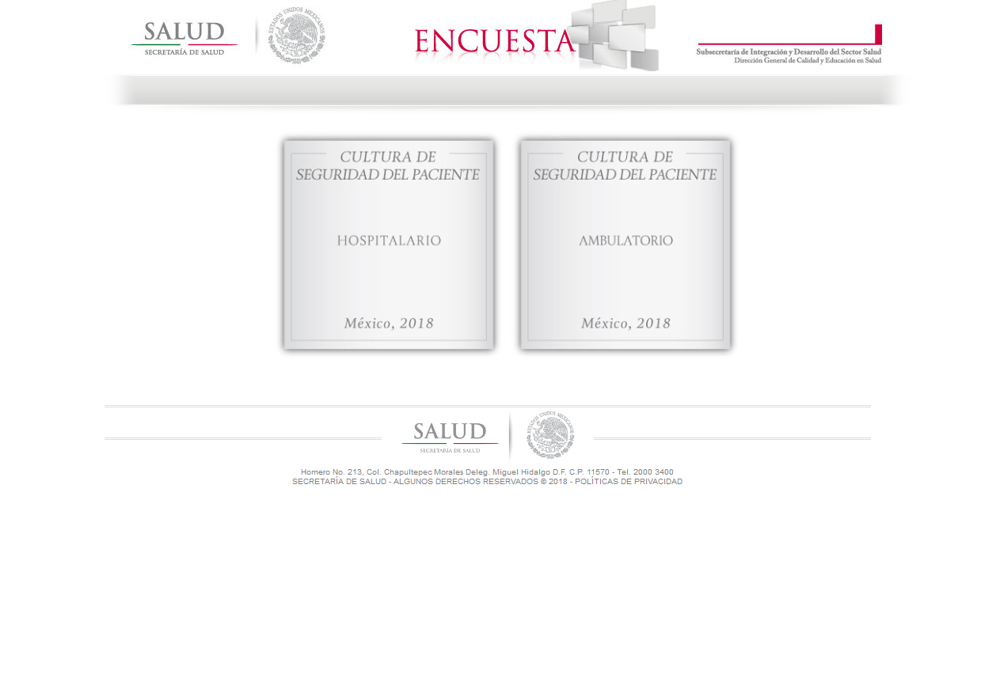 SALUD
SECRETARÍA DE SALUD
ESTADOS UNIDOS MEXICANOS
ENCUESTA
Subsecretaría de Integración y Desarrollo del Sector Salud
Dirección General de Calidad y Educación en Salud
CULTURA DE
SEGURIDAD DEL PACIENTE
HOSPITALARIO
México, 2018
CULTURA DE
SEGURIDAD DEL PACIENTE
AMBULATORIO
México, 2018
SALUD
SECRETARÍA DE SALUD
ESTADOS UNIDOS MEXICANOS
Homero No. 213, Col. Chapultepec Morales Deleg. Miguel Hidalgo D.F. C.P. 11570 - Tel. 2000 3400
SECRETARÍA DE SALUD - ALGUNOS DERECHOS RESERVADOS © 2018 - POLÍTICAS DE PRIVACIDAD